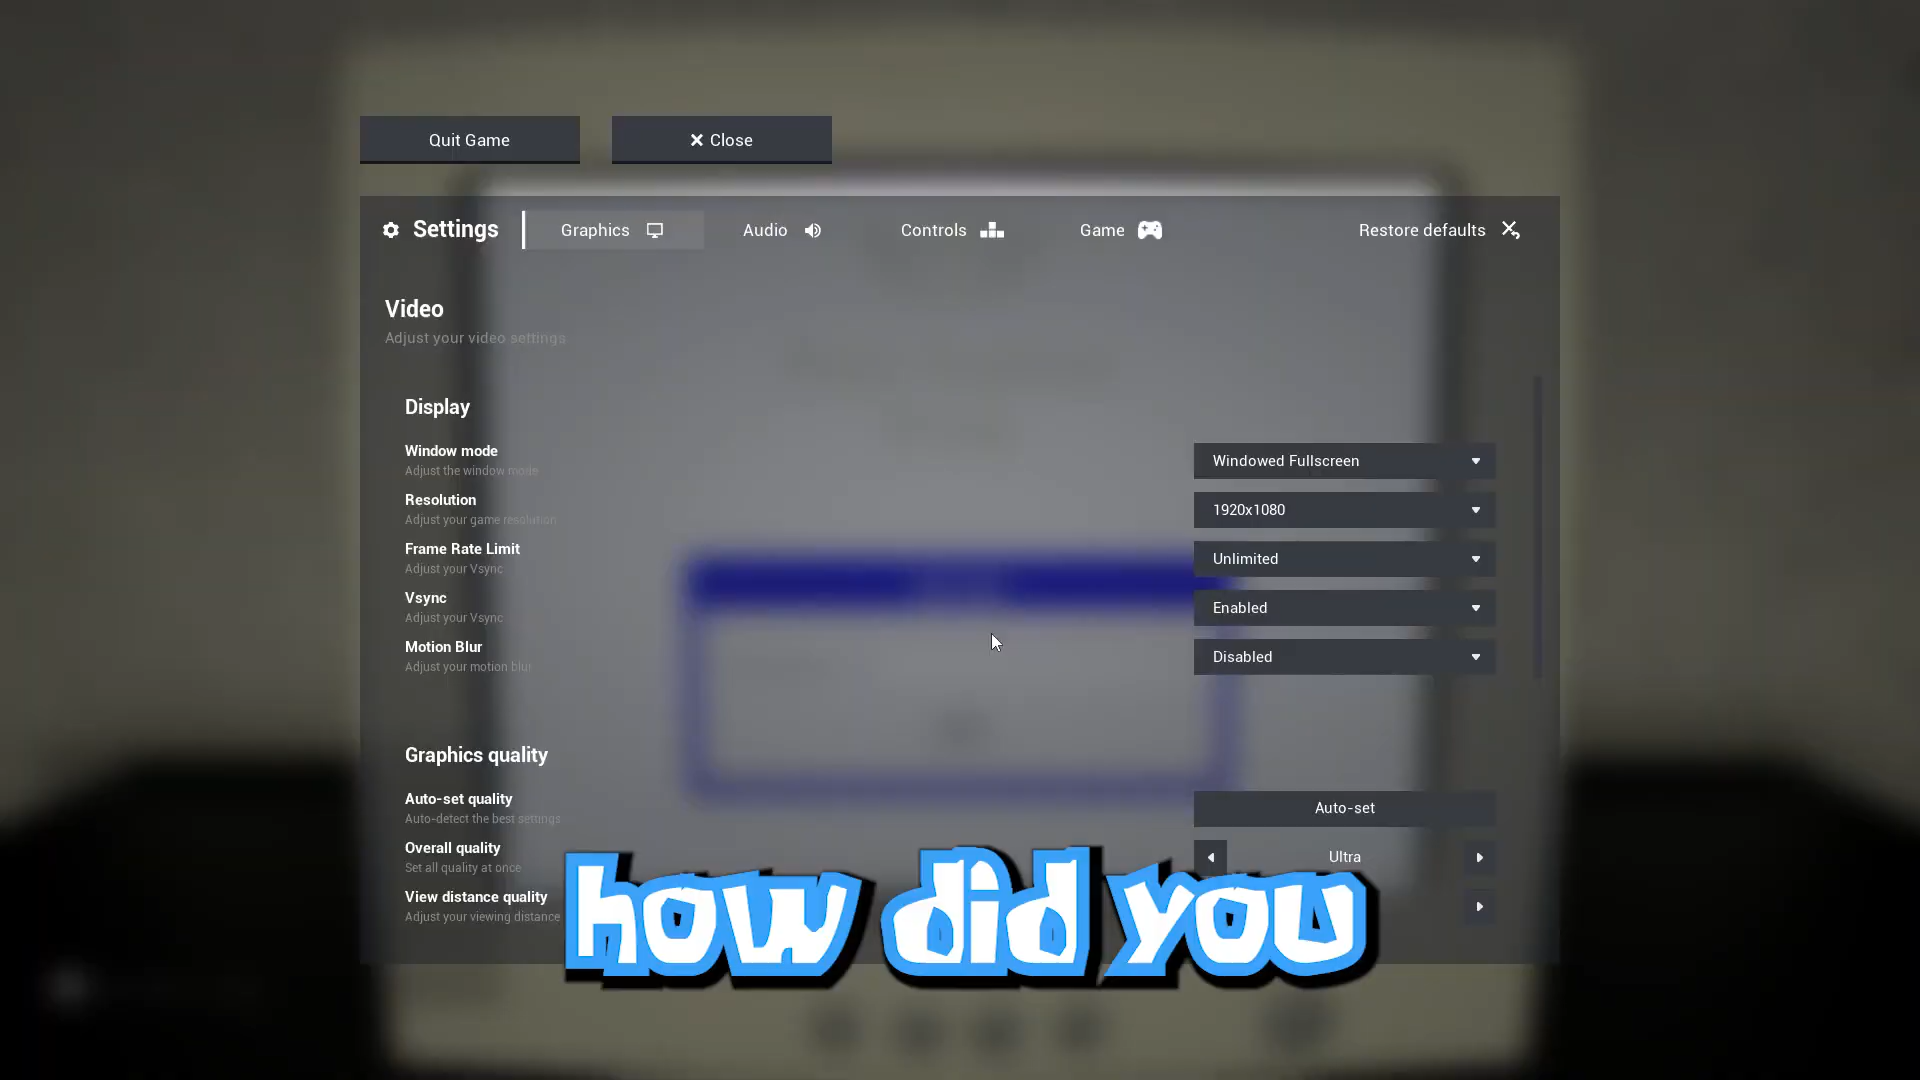 Quit Game
Close
Settings
Graphics
Audio
Controls
Game
Restore defaults
Video
Adjust your video settings
Display
Window mode
Adjust the window mode
Windowed Fullscreen
Resolution
Adjust your game resolution
1920x1080
Frame Rate Limit
Adjust your Vsync
Unlimited
Vsync
Adjust your Vsync
Enabled
Motion Blur
Adjust your motion blur
Disabled
Graphics quality
Auto-set quality
Auto-detect the best settings
Auto-set
Overall quality
Set all quality at once
Ultra
View distance quality
Adjust your viewing distance
how did you